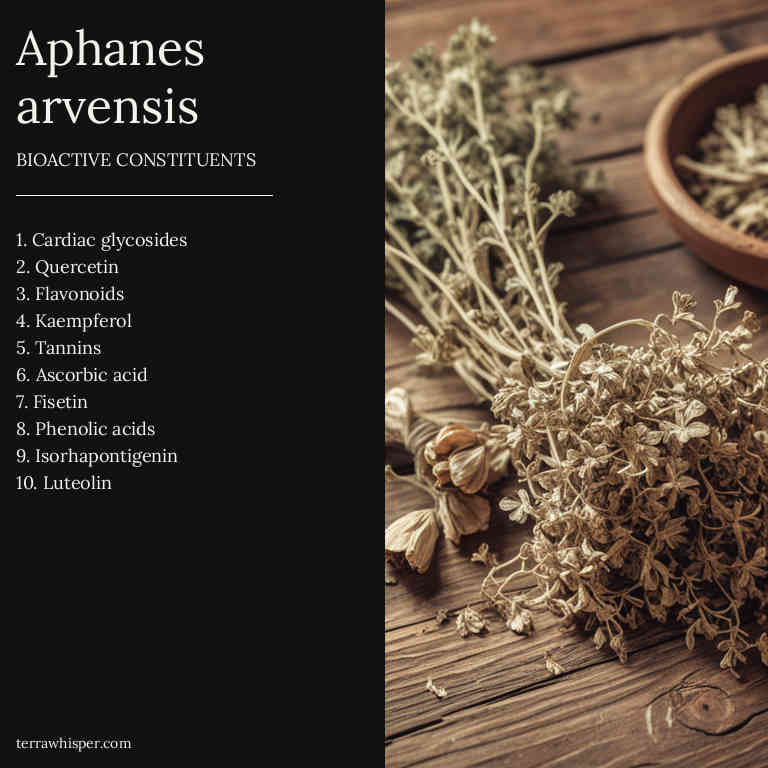 Aphanes
arvensis
BIOACTIVE CONSTITUENTS
1. Cardiac glycosides
2. Quercetin
3. Flavonoids
4. Kaempferol
5. Tannins
6. Ascorbic acid
7. Fisetin
8. Phenolic acids
9. Isorhapontigenin
10. Luteolin
terrawhisper.com